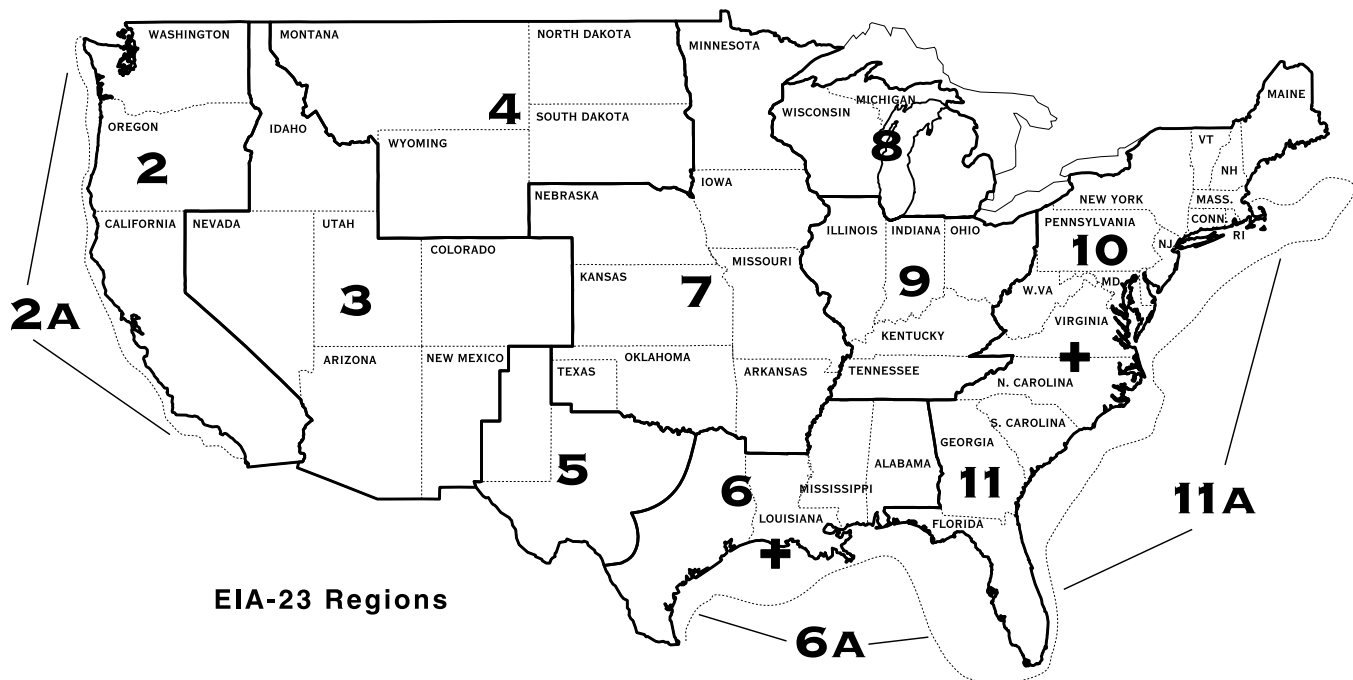 WASHINGTON
MONTANA
NORTH DAKOTA
MINNESOTA
MAINE
4
MICHIGAN
WISCONSIN
SOUTH DAKOTA
OREGON
IDAHO
WYOMING
8
VT
NH
2
IOWA
NEBRASKA
NEW YORK
MASS.
CALIFORNIA
NEVADA
UTAH
ILLINOIS
INDIANA
OHIO
PENNSYLVANIA
CONN.
RI
COLORADO
MISSOURI
10
NJ
KANSAS
7
9
W.VA
MD
3
2A
VIRGINIA
KENTUCKY
ARIZONA
NEW MEXICO
OKLAHOMA
TEXAS
ARKANSAS
TENNESSEE
+
N. CAROLINA
S. CAROLINA
GEORGIA
ALABAMA
5
6
MISSISSIPPI
11
11A
LOUISIANA
FLORIDA
+
EIA-23 Regions
6A